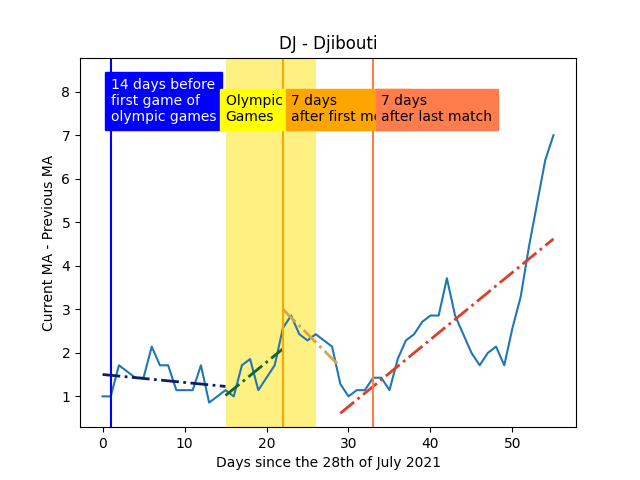 DJ - Djibouti
14 days before
first game of
olympic games
Olympic
Games
7 days
after first
7 days
after last match
Current MA - Previous MA
8
7
6
5
4
3
2
1
0 10 20 30 40 50
Days since the 28th of July 2021